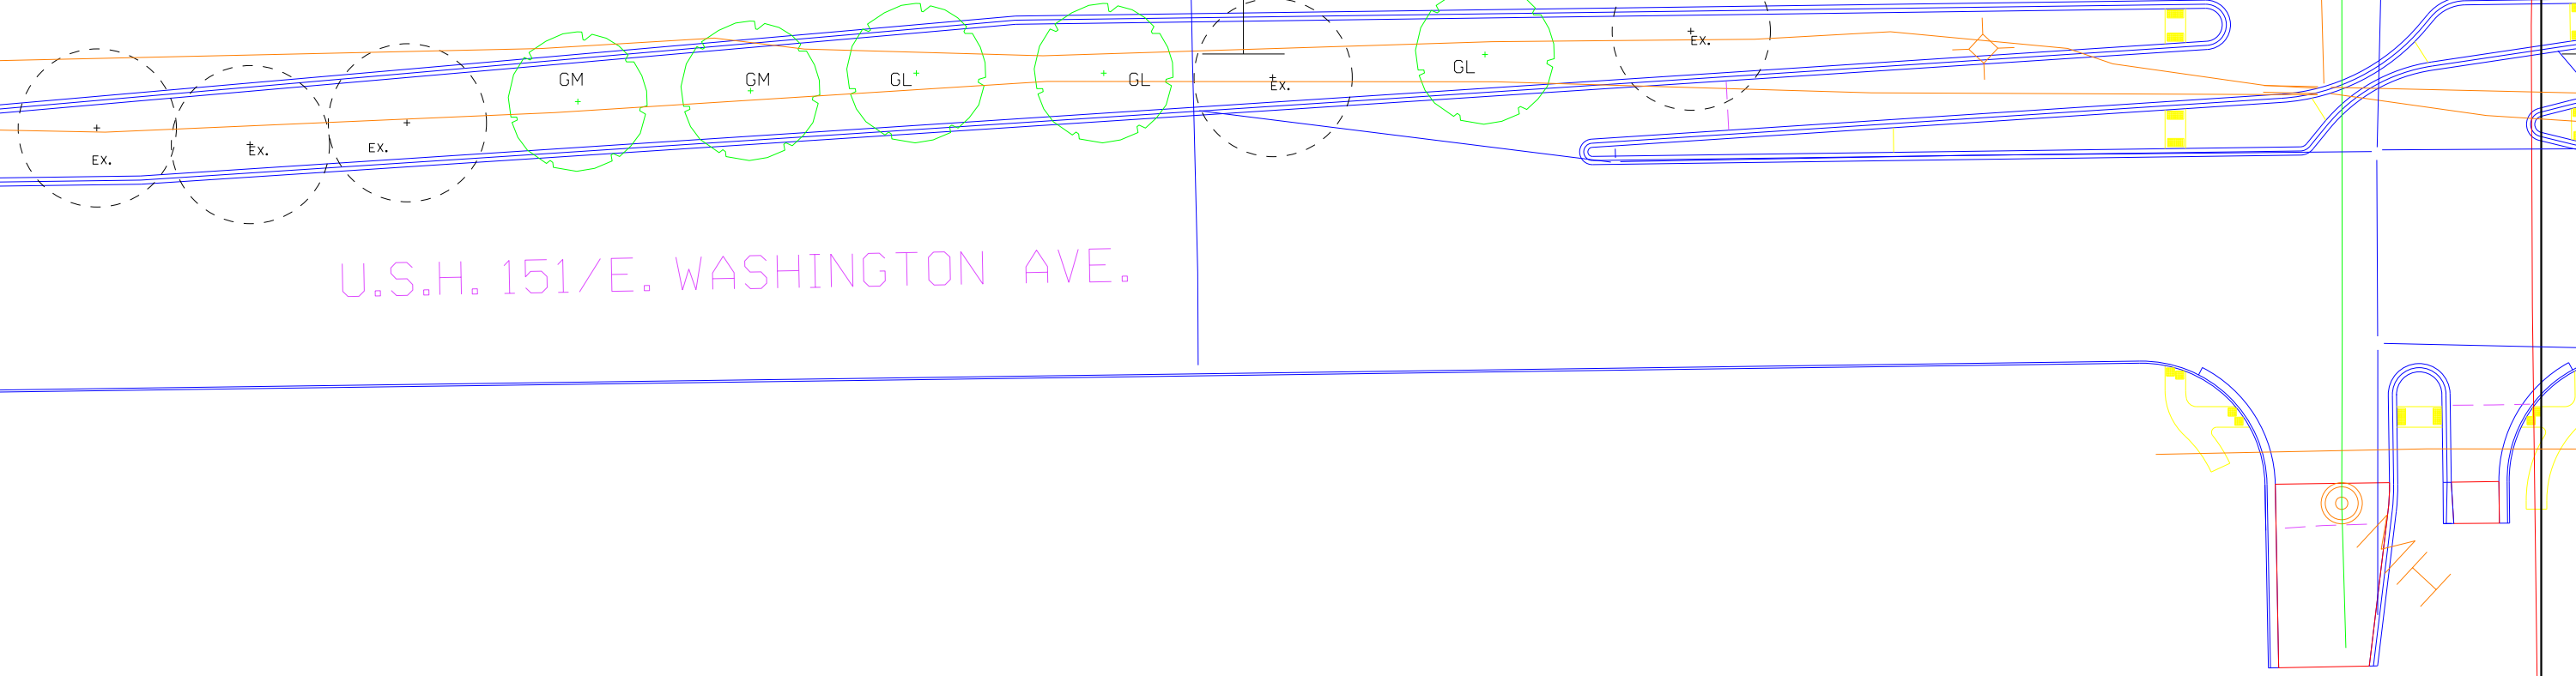 Ex.
Ex.
Ex.
GM
GM
GL
GL
Ex.
GL
Ex.
U.S.H. 151/E. WASHINGTON AVE.
MH